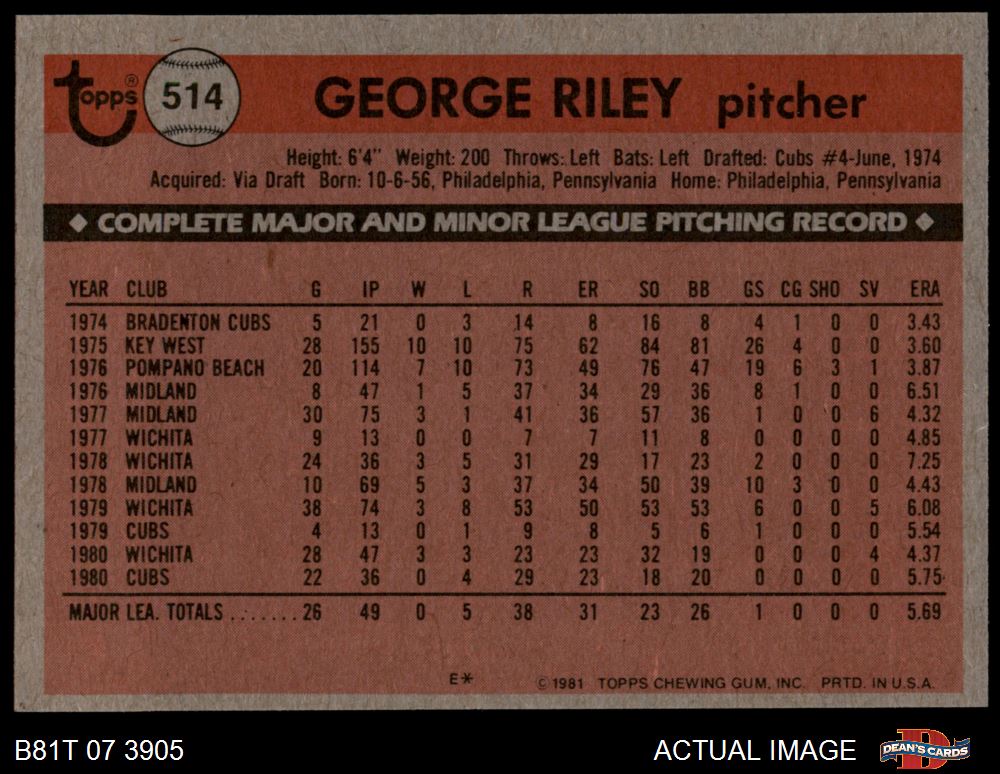 topps® 514 GEORGE RILEY pitcher
Height: 6'4" Weight: 200 Throws: Left Bats: Left Drafted: Cubs #4-June, 1974
Acquired: Via Draft Born: 10-6-56, Philadelphia, Pennsylvania Home: Philadelphia, Pennsylvania
◆ COMPLETE MAJOR AND MINOR LEAGUE PITCHING RECORD ◆
YEAR CLUB G IP W L R ER SO BB GS CG SHO SV ERA
1974 BRADENTON CUBS 5 21 0 3 14 8 16 8 4 1 0 0 3.43
1975 KEY WEST 28 155 10 10 75 62 84 81 26 4 0 0 3.60
1976 POMPANO BEACH 20 114 7 10 73 49 76 47 19 6 3 1 3.87
1976 MIDLAND 8 47 1 5 37 34 29 36 8 1 0 0 6.51
1977 MIDLAND 30 75 3 1 41 36 57 36 1 0 0 6 4.32
1977 WICHITA 9 13 0 0 7 7 11 8 0 0 0 0 4.85
1978 WICHITA 24 36 3 5 31 29 17 23 2 0 0 0 7.25
1978 MIDLAND 10 69 5 3 37 34 50 39 10 3 0 0 4.43
1979 WICHITA 38 74 3 8 53 50 53 53 6 0 0 5 6.08
1979 CUBS 4 13 0 1 9 8 5 6 1 0 0 0 5.54
1980 WICHITA 28 47 3 3 23 23 32 19 0 0 0 4 4.37
1980 CUBS 22 36 0 4 29 23 18 20 0 0 0 0 5.75
MAJOR LEA. TOTALS ....... 26 49 0 5 38 31 23 26 1 0 0 0 5.69
E* © 1981 TOPPS CHEWING GUM, INC. PRTD. IN U.S.A.
B81T 07 3905 ACTUAL IMAGE DEAN'S CARDS